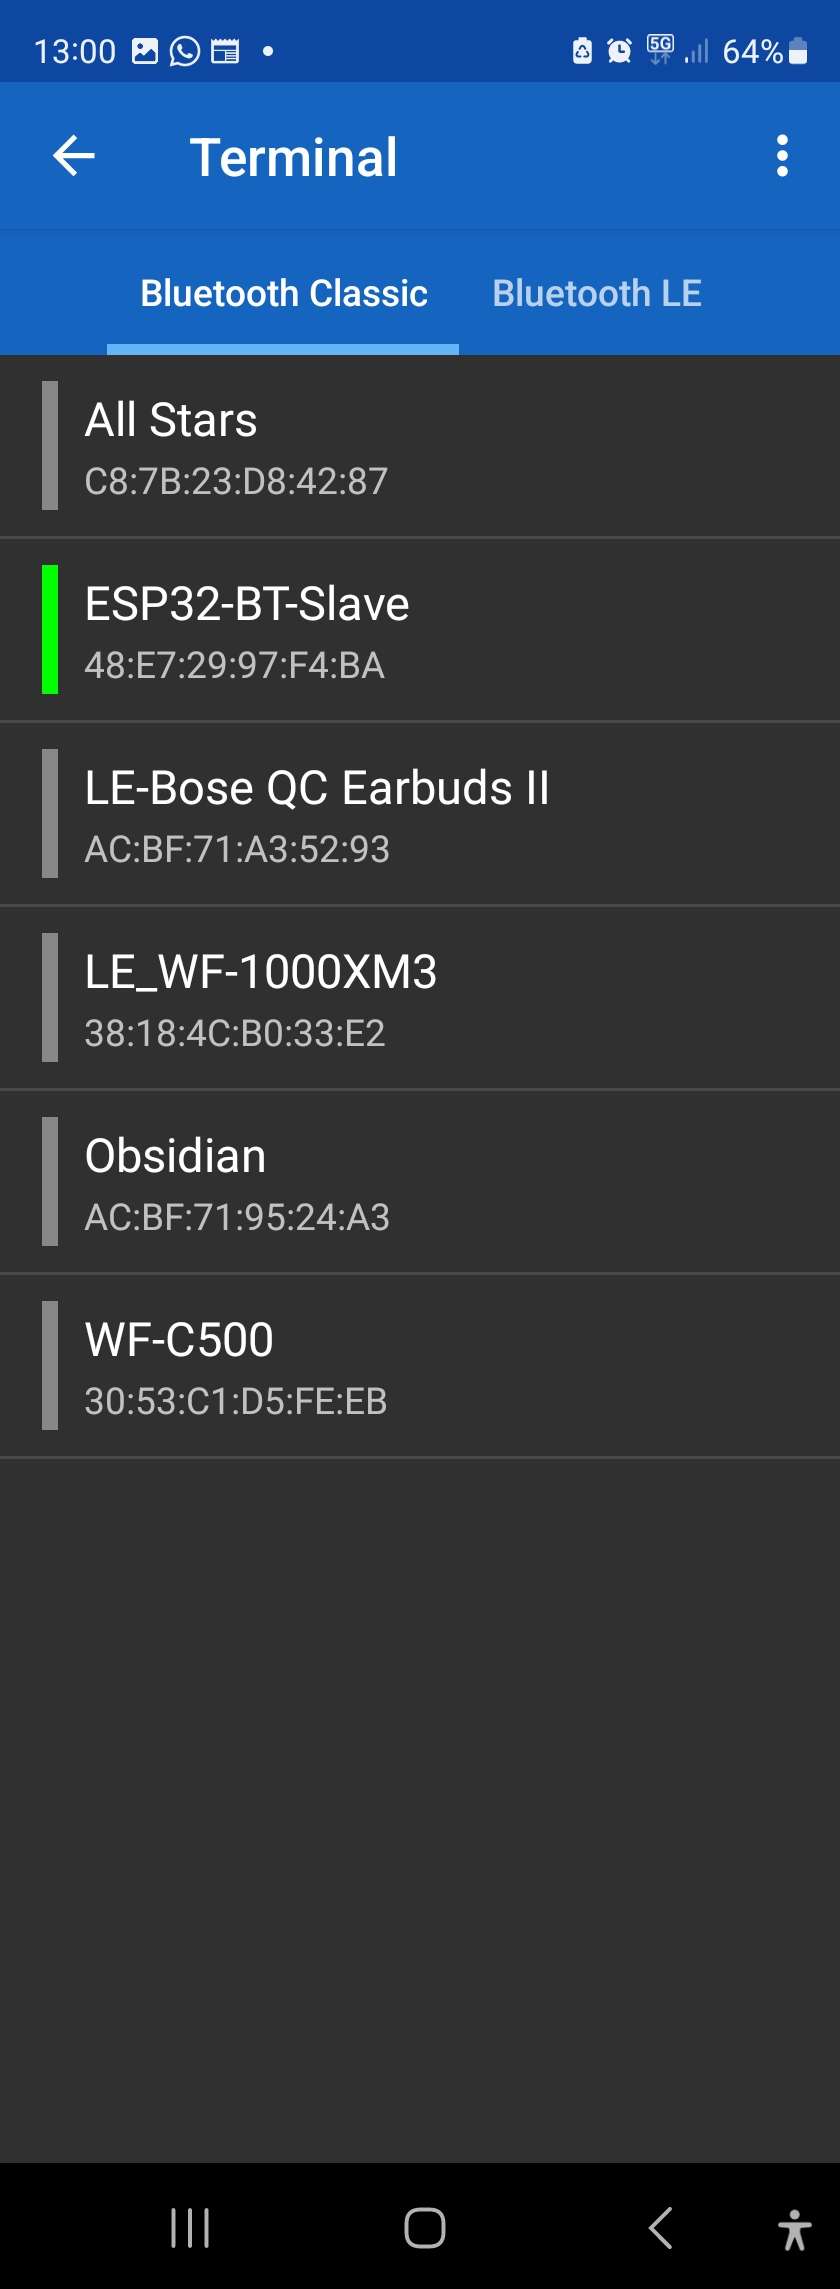 13:00
5G
64%
Terminal
Bluetooth Classic
Bluetooth LE
All Stars
C8:7B:23:D8:42:87
ESP32-BT-Slave
48:E7:29:97:F4:BA
LE-Bose QC Earbuds II
AC:BF:71:A3:52:93
LE_WF-1000XM3
38:18:4C:B0:33:E2
Obsidian
AC:BF:71:95:24:A3
WF-C500
30:53:C1:D5:FE:EB